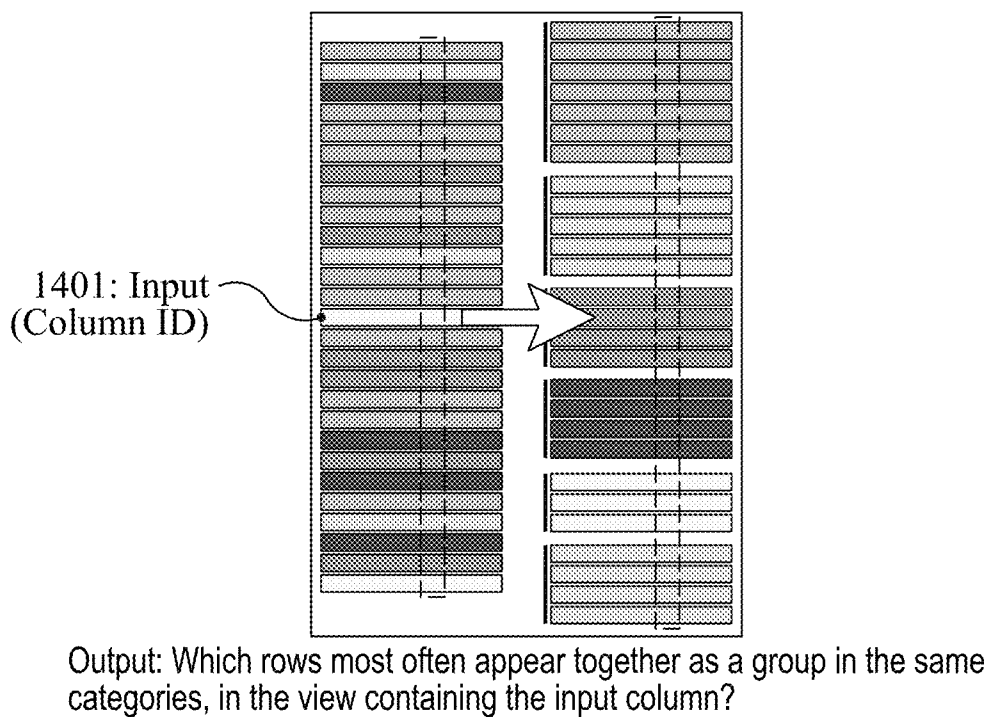 1401: Input
(Column ID)
Output: Which rows most often appear together as a group in the same
categories, in the view containing the input column?